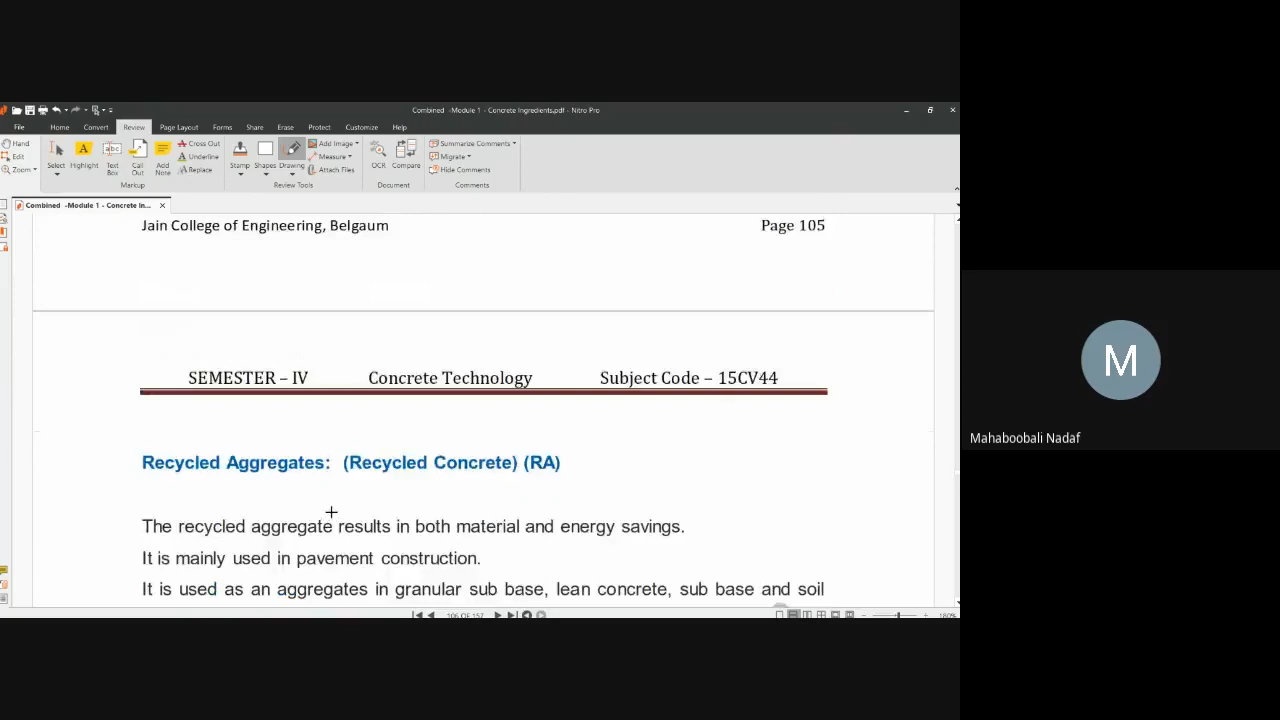 Combined -Module 1 - Concrete Ingredients.pdf - Nitro Pro
File Home Convert Review Page Layout Forms Share Erase Protect Customize Help
Hand
Edit
Zoom
Select
Highlight
Text Box
Call Out
Add Note
Cross Out
Underline
Replace
Markup
Stamp
Shapes
Drawing
Add Image
Measure
Attach Files
Review Tools
OCR
Compare
Document
Summarize Comments
Migrate
Hide Comments
Comments
Combined -Module 1 - Concrete In...
Jain College of Engineering, Belgaum Page 105
SEMESTER – IV Concrete Technology Subject Code – 15CV44
Recycled Aggregates: (Recycled Concrete) (RA)
The recycled aggregate results in both material and energy savings.
It is mainly used in pavement construction.
It is used as an aggregates in granular sub base, lean concrete, sub base and soil
106 OF 157
180%
M
Mahaboobali Nadaf